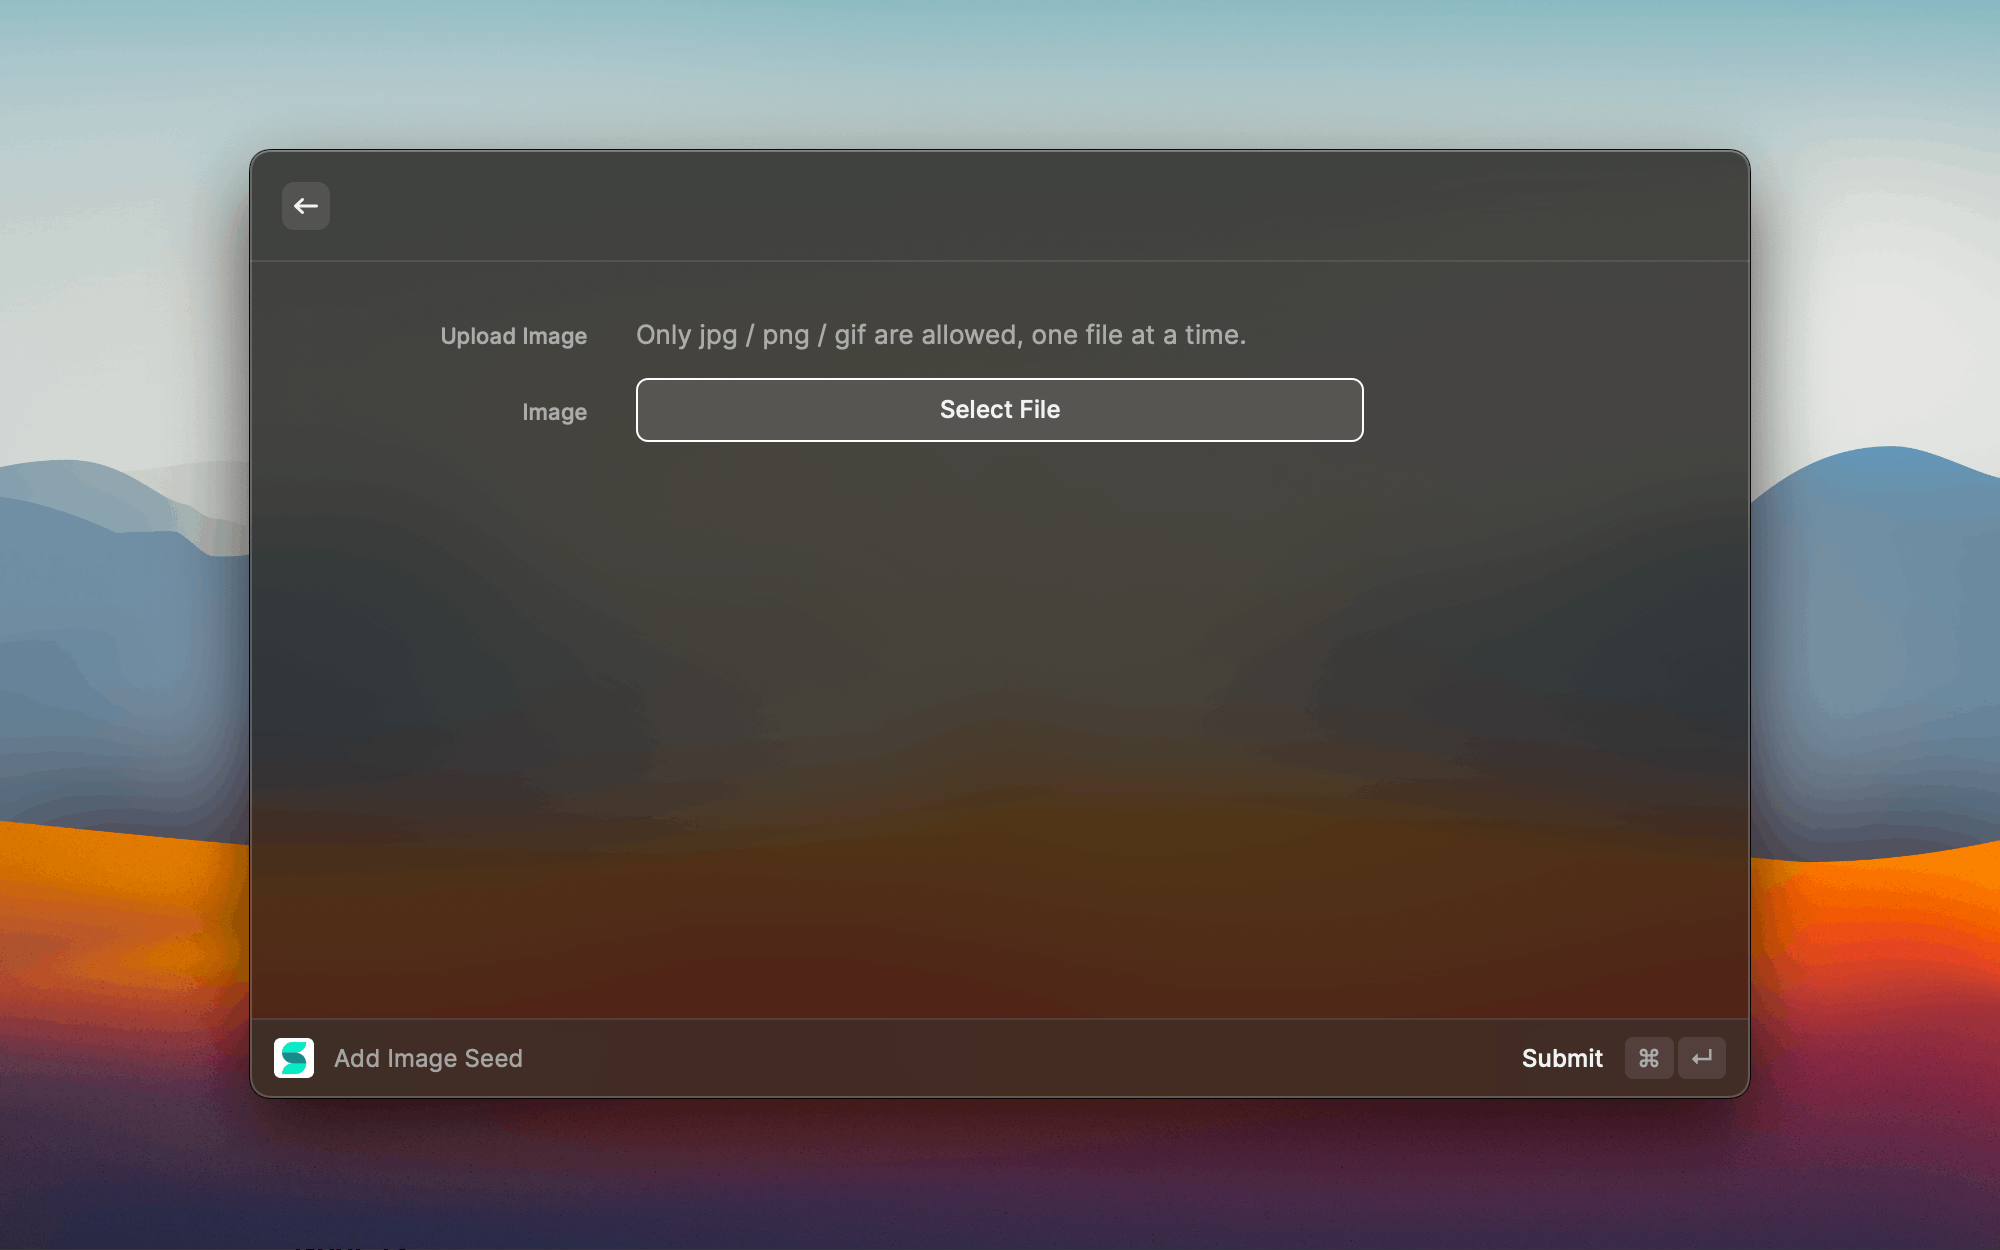 Upload Image
Only jpg / png / gif are allowed, one file at a time.
Image
Select File
Add Image Seed
Submit ⌘ ↵